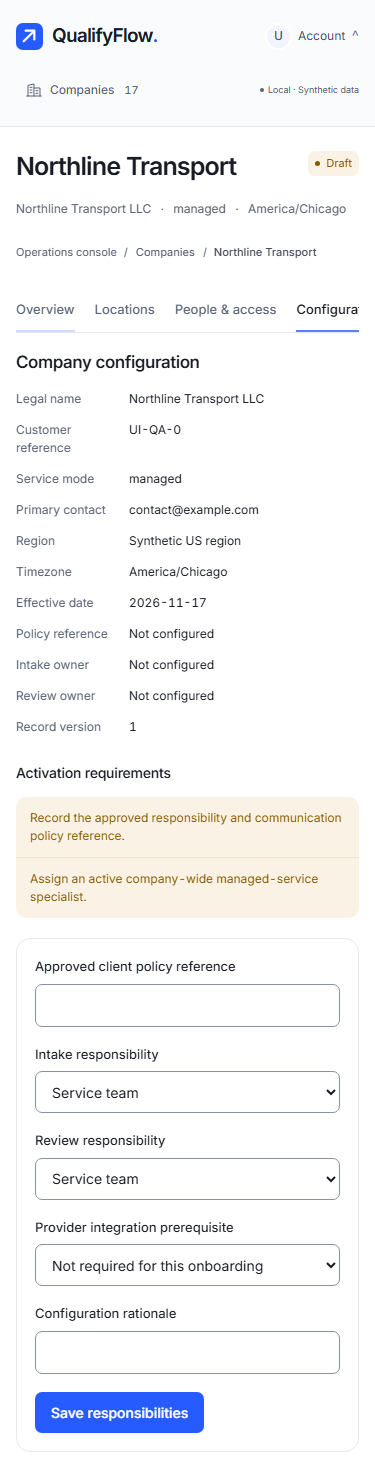 QualifyFlow.
U Account ^
Companies 17
Local · Synthetic data
Northline Transport
Draft
Northline Transport LLC · managed · America/Chicago
Operations console / Companies / Northline Transport
Overview Locations People & access Configurat
Company configuration
Legal name Northline Transport LLC
Customer UI-QA-0
reference
Service mode managed
Primary contact contact@example.com
Region Synthetic US region
Timezone America/Chicago
Effective date 2026-11-17
Policy reference Not configured
Intake owner Not configured
Review owner Not configured
Record version 1
Activation requirements
Record the approved responsibility and communication
policy reference.
Assign an active company-wide managed-service
specialist.
Approved client policy reference
Intake responsibility
Service team
Review responsibility
Service team
Provider integration prerequisite
Not required for this onboarding
Configuration rationale
Save responsibilities